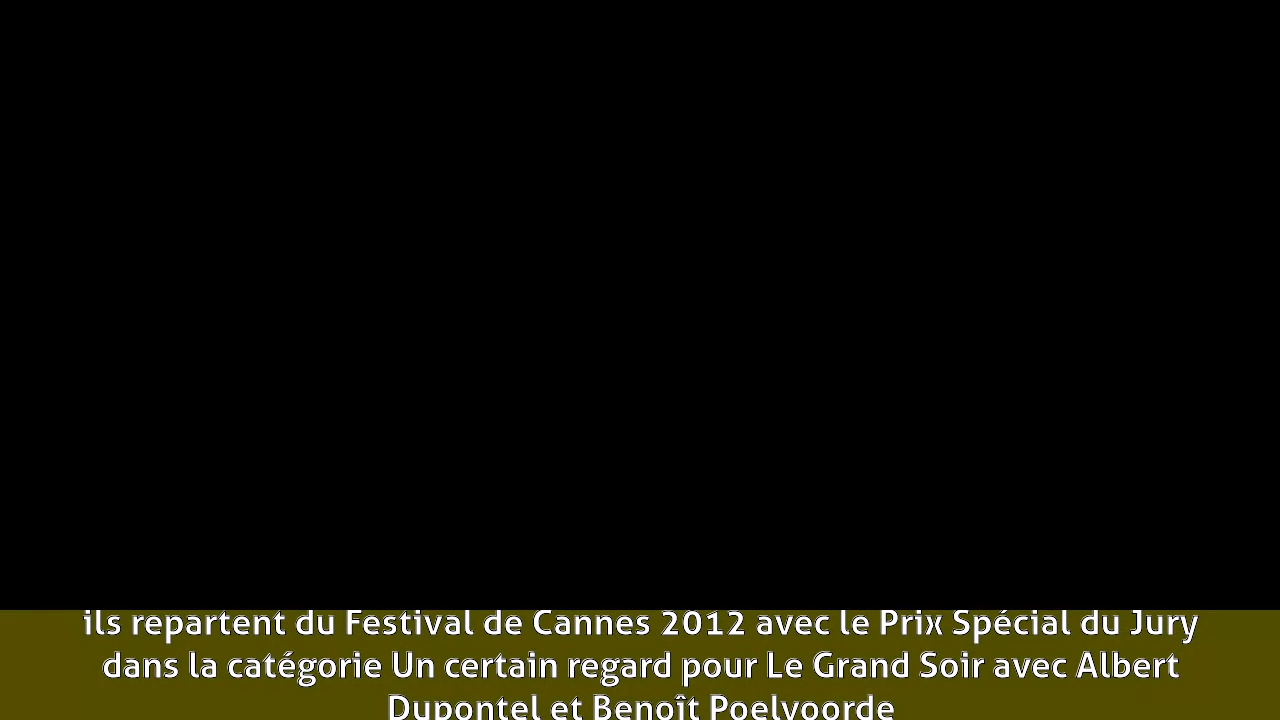 ils repartent du Festival de Cannes 2012 avec le Prix Spécial du Jury
dans la catégorie Un certain regard pour Le Grand Soir avec Albert
Dupontel et Benoît Poelvoorde